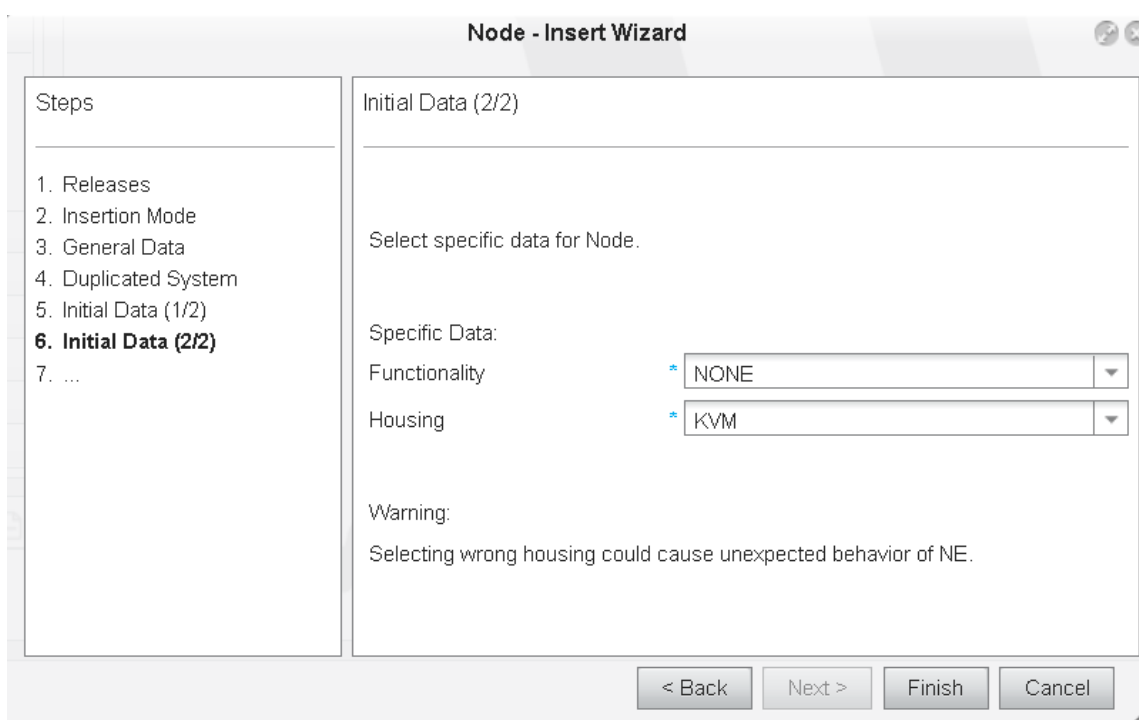 Node - Insert Wizard
Steps
1. Releases
2. Insertion Mode
3. General Data
4. Duplicated System
5. Initial Data (1/2)
6. Initial Data (2/2)
7. ...
Initial Data (2/2)
Select specific data for Node.
Specific Data:
Functionality * NONE
Housing * KVM
Warning:
Selecting wrong housing could cause unexpected behavior of NE.
< Back Next > Finish Cancel